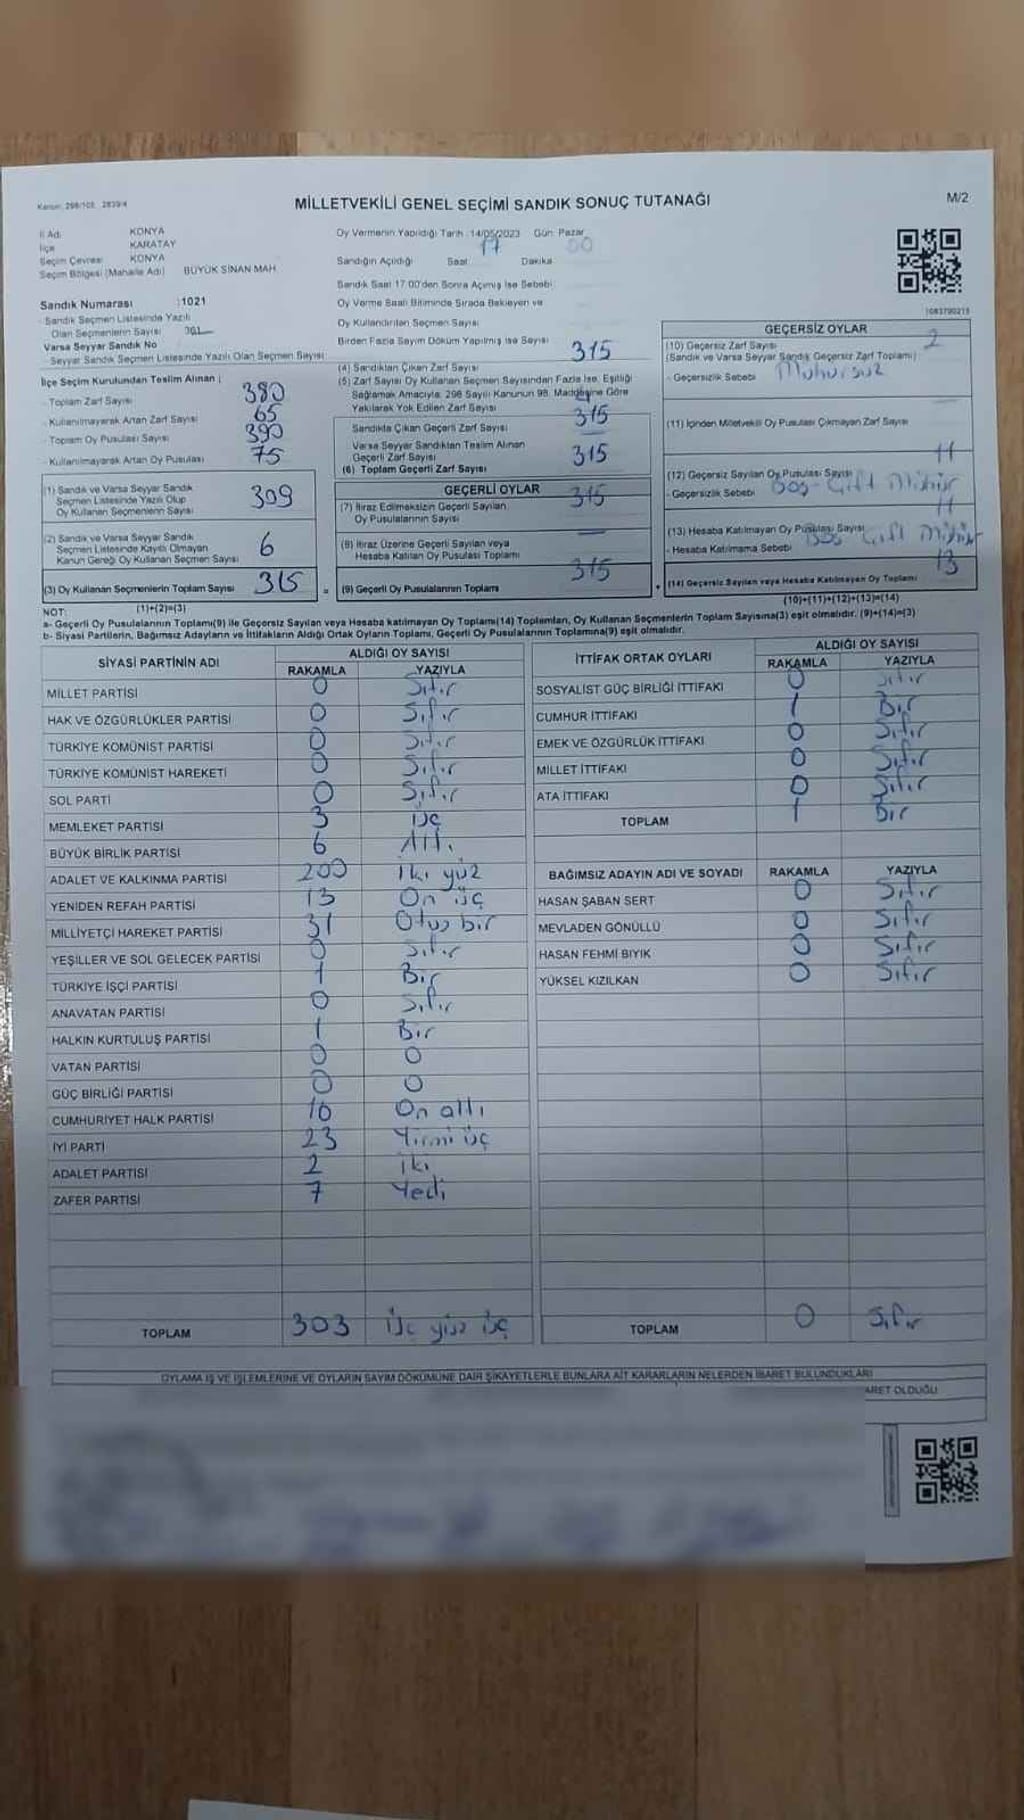 Kanun: 298/105, 2839/4
MİLLETVEKİLİ GENEL SEÇİMİ SANDIK SONUÇ TUTANAĞI
M/2
İl Adı KONYA
İlçe KARATAY
Seçim Çevresi KONYA
Seçim Bölgesi (Mahalle Adı) BÜYÜK SİNAN MAH.
Sandık Numarası :1021
- Sandık Seçmen Listesinde Yazılı
Olan Seçmenlerin Sayısı
Varsa Seyyar Sandık No
- Seyyar Sandık Seçmen Listesinde Yazılı Olan Seçmen Sayısı
İlçe Seçim Kurulundan Teslim Alınan ;
- Toplam Zarf Sayısı 380
- Kullanılmayarak Artan Zarf Sayısı 65
- Toplam Oy Pusulası Sayısı 390
- Kullanılmayarak Artan Oy Pusulası 75
(1) Sandık ve Varsa Seyyar Sandık
Seçmen Listesinde Yazılı Olup
Oy Kullanan Seçmenlerin Sayısı 309
(2) Sandık ve Varsa Seyyar Sandık
Seçmen Listesinde Kayıtlı Olmayan
Kanun Gereği Oy Kullanan Seçmen Sayısı 6
(3) Oy Kullanan Seçmenlerin Toplam Sayısı 315 =
Oy Vermenin Yapıldığı Tarih :14/05/2023 Gün: Pazar
Sandığın Açıldığı Saat 17 Dakika 00
Sandık Saat 17:00'den Sonra Açımış İse Sebebi
Oy Verme Saati Bitiminde Sırada Bekleyen ve
Oy Kullandırılan Seçmen Sayısı
Birden Fazla Sayım Döküm Yapılmış İse Sayısı
(4) Sandıktan Çıkan Zarf Sayısı 315
(5) Zarf Sayısı Oy Kullanan Seçmen Sayısından Fazla İse, Eşitliği
Sağlamak Amacıyla, 298 Sayılı Kanunun 98. Maddesine Göre
Yakılarak Yok Edilen Zarf Sayısı
Sandıkta Çıkan Geçerli Zarf Sayısı 315
Varsa Seyyar Sandıktan Teslim Alınan
Geçerli Zarf Sayısı
(6) Toplam Geçerli Zarf Sayısı 315
GEÇERLİ OYLAR
(7) İtiraz Edilmeksizin Geçerli Sayılan
Oy Pusulalarının Sayısı 315
(8) İtiraz Üzerine Geçerli Sayılan veya
Hesaba Katılan Oy Pusulası Toplamı —
(9) Geçerli Oy Pusulalarının Toplamı 315 +
1083700215
GEÇERSİZ OYLAR
(10) Geçersiz Zarf Sayısı 2
(Sandık ve Varsa Seyyar Sandık Geçersiz Zarf Toplamı)
- Geçersizlik Sebebi Mühürsüz
(11) İçinden Milletvekili Oy Pusulası Çıkmayan Zarf Sayısı
(12) Geçersiz Sayılan Oy Pusulası Sayısı 11
- Geçersizlik Sebebi Boş- Çift Mühür
(13) Hesaba Katılmayan Oy Pusulası Sayısı 11
- Hesaba Katılmama Sebebi Boş Çift Mühür
(14) Geçersiz Sayılan veya Hesaba Katılmayan Oy Toplamı 13
NOT: (1)+(2)=(3)
(10)+(11)+(12)+(13)=(14)
a- Geçerli Oy Pusulalarının Toplamı(9) ile Geçersiz Sayılan veya Hesaba katılmayan Oy Toplamı(14) Toplamları, Oy Kullanan Seçmenlerin Toplam Sayısına(3) eşit olmalıdır. (9)+(14)=(3)
b- Siyasi Partilerin, Bağımsız Adayların ve İttifakların Aldığı Ortak Oyların Toplamı, Geçerli Oy Pusulalarının Toplamına(9) eşit olmalıdır.
SİYASİ PARTİNİN ADI ALDIĞI OY SAYISI
RAKAMLA YAZIYLA
MİLLET PARTİSİ 0 Sıfır
HAK VE ÖZGÜRLÜKLER PARTİSİ 0 Sıfır
TÜRKİYE KOMÜNİST PARTİSİ 0 Sıfır
TÜRKİYE KOMÜNİST HAREKETİ 0 Sıfır
SOL PARTİ 0 Sıfır
MEMLEKET PARTİSİ 3 üç
BÜYÜK BİRLİK PARTİSİ 6 Altı
ADALET VE KALKINMA PARTİSİ 200 İki yüz
YENİDEN REFAH PARTİSİ 13 On üç
MİLLİYETÇİ HAREKET PARTİSİ 31 Otuz bir
YEŞİLLER VE SOL GELECEK PARTİSİ 0 Sıfır
TÜRKİYE İŞÇİ PARTİSİ 1 Bir
ANAVATAN PARTİSİ 0 Sıfır
HALKIN KURTULUŞ PARTİSİ 1 Bir
VATAN PARTİSİ 0 0
GÜÇ BİRLİĞİ PARTİSİ 0 0
CUMHURİYET HALK PARTİSİ 16 On altı
İYİ PARTİ 23 Yirmi üç
ADALET PARTİSİ 2 iki
ZAFER PARTİSİ 7 Yedi
TOPLAM 303 üç yüz üç
İTTİFAK ORTAK OYLARI ALDIĞI OY SAYISI
RAKAMLA YAZIYLA
SOSYALİST GÜÇ BİRLİĞİ İTTİFAKI 0 Sıfır
CUMHUR İTTİFAKI 1 Bir
EMEK VE ÖZGÜRLÜK İTTİFAKI 0 Sıfır
MİLLET İTTİFAKI 0 Sıfır
ATA İTTİFAKI 0 Sıfır
TOPLAM 1 Bir
BAĞIMSIZ ADAYIN ADI VE SOYADI RAKAMLA YAZIYLA
HASAN ŞABAN SERT 0 Sıfır
MEVLADEN GÖNÜLLÜ 0 Sıfır
HASAN FEHMİ BIYIK 0 Sıfır
YÜKSEL KIZILKAN 0 Sıfır
TOPLAM 0 Sıfır
OYLAMA İŞ VE İŞLEMLERİNE VE OYLARIN SAYIM DÖKÜMÜNE DAİR ŞİKAYETLERLE BUNLARA AİT KARARLARIN NELERDEN İBARET BULUNDUKLARI
ARET OLDUĞU